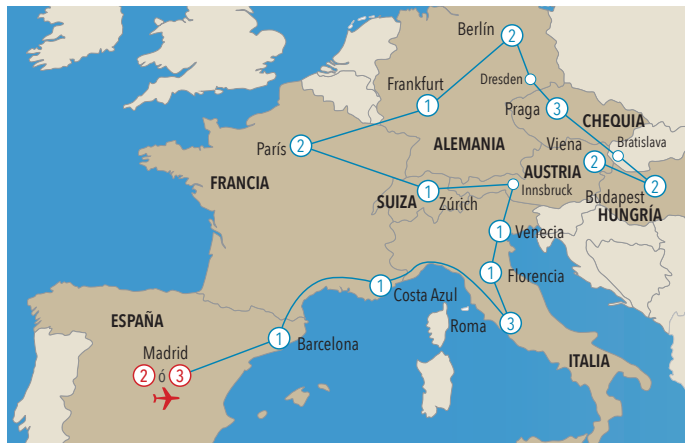 Berlín
2
Dresden
Frankfurt
1
Praga
3
CHEQUIA
París
2
ALEMANIA
Viena
2
Bratislava
FRANCIA
SUIZA
1
Zúrich
AUSTRIA
Innsbruck
Budapest
2
HUNGRÍA
1
Venecia
1
Florencia
1
Costa Azul
Roma
3
ESPAÑA
Madrid
2 ó 3
1
Barcelona
ITALIA